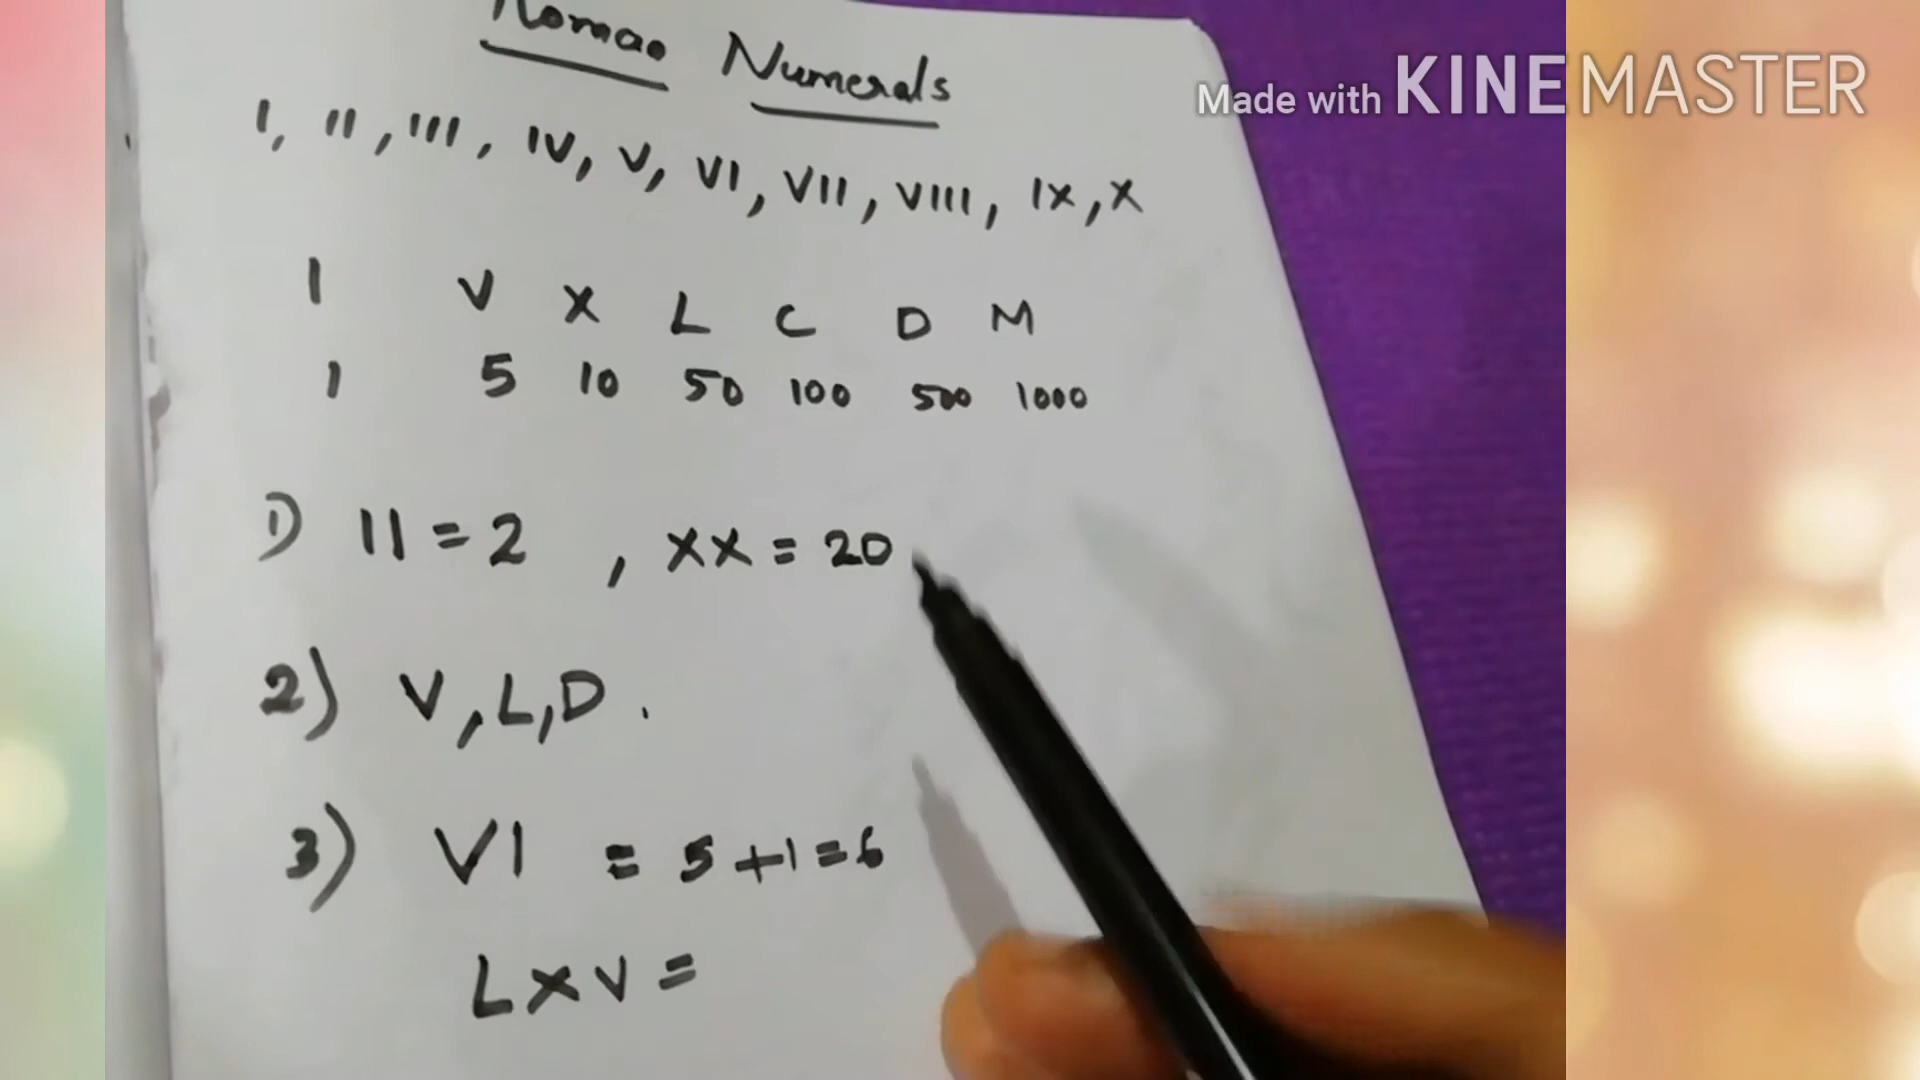 Roman Numerals
Made with KINEMASTER
I, II, III, IV, V, VI, VII, VIII, IX, X
I V X L C D M
1 5 10 50 100 500 1000
1) II = 2 , XX = 20
2) V, L, D .
3) VI = 5 + 1 = 6
LXV =